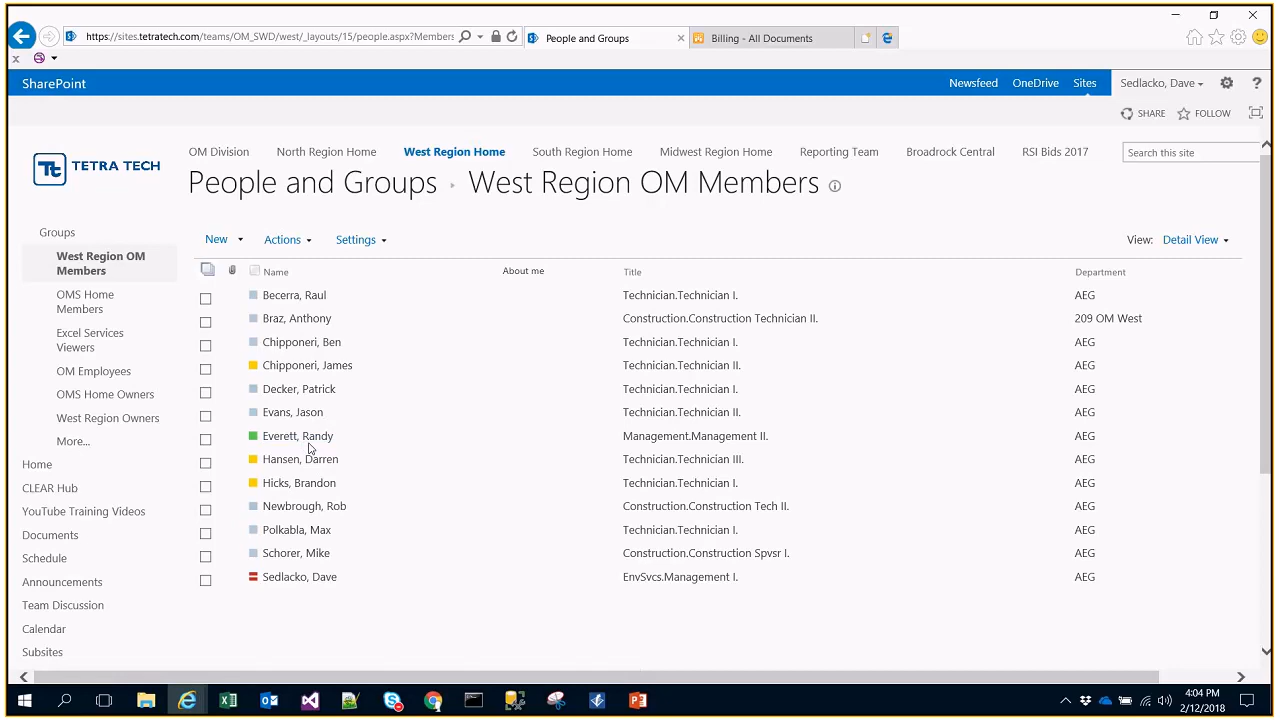 https://sites.tetratech.com/teams/OM_SWD/west/_layouts/15/people.aspx?Members
People and Groups
Billing - All Documents
x
SharePoint
Newsfeed
OneDrive
Sites
Sedlacko, Dave
?
SHARE
FOLLOW
Tt TETRA TECH
OM Division
North Region Home
West Region Home
South Region Home
Midwest Region Home
Reporting Team
Broadrock Central
RSI Bids 2017
Search this site
People and Groups ▸ West Region OM Members
Groups
West Region OM
Members
OMS Home
Members
Excel Services
Viewers
OM Employees
OMS Home Owners
West Region Owners
More...
Home
CLEAR Hub
YouTube Training Videos
Documents
Schedule
Announcements
Team Discussion
Calendar
Subsites
New
Actions
Settings
View: Detail View
Name About me Title Department
Becerra, Raul Technician.Technician I. AEG
Braz, Anthony Construction.Construction Technician II. 209 OM West
Chipponeri, Ben Technician.Technician I. AEG
Chipponeri, James Technician.Technician II. AEG
Decker, Patrick Technician.Technician I. AEG
Evans, Jason Technician.Technician II. AEG
Everett, Randy Management.Management II. AEG
Hansen, Darren Technician.Technician III. AEG
Hicks, Brandon Technician.Technician I. AEG
Newbrough, Rob Construction.Construction Tech II. AEG
Polkabla, Max Technician.Technician I. AEG
Schorer, Mike Construction.Construction Spvsr I. AEG
Sedlacko, Dave EnvSvcs.Management I. AEG
4:04 PM
2/12/2018